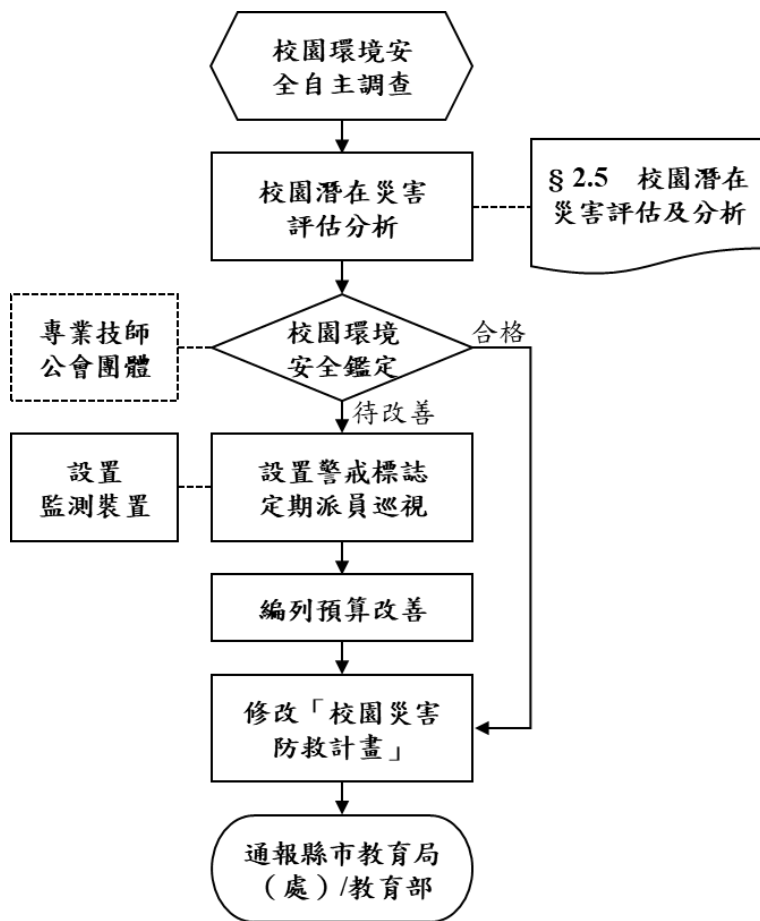 校園環境安
全自主調查
校園潛在災害
評估分析
§ 2.5 校園潛在
災害評估及分析
專業技師
公會團體
校園環境
安全鑑定
合格
待改善
設置
監測裝置
設置警戒標誌
定期派員巡視
編列預算改善
修改「校園災害
防救計畫」
通報縣市教育局
（處）/教育部